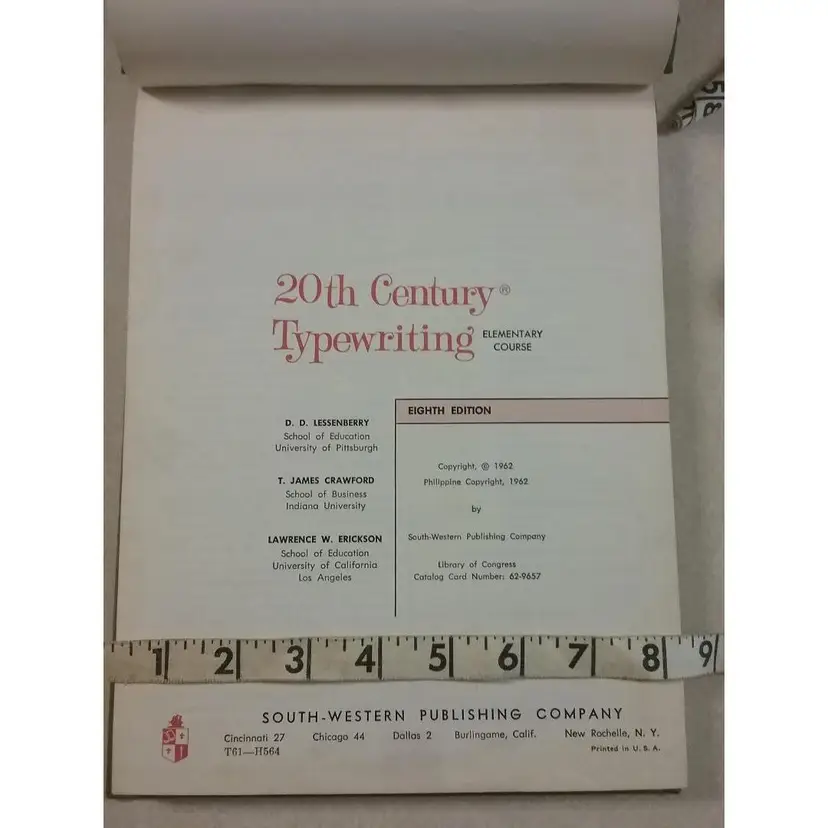 20th Century®
Typewriting ELEMENTARY
COURSE
EIGHTH EDITION
D. D. LESSENBERRY
School of Education
University of Pittsburgh
T. JAMES CRAWFORD
School of Business
Indiana University
LAWRENCE W. ERICKSON
School of Education
University of California
Los Angeles
Copyright, © 1962
Philippine Copyright, 1962
by
South-Western Publishing Company
Library of Congress
Catalog Card Number: 62-9657
1 2 3 4 5 6 7 8 9
SOUTH-WESTERN PUBLISHING COMPANY
Cincinnati 27 Chicago 44 Dallas 2 Burlingame, Calif. New Rochelle, N. Y.
T61—H564
Printed in U. S. A.